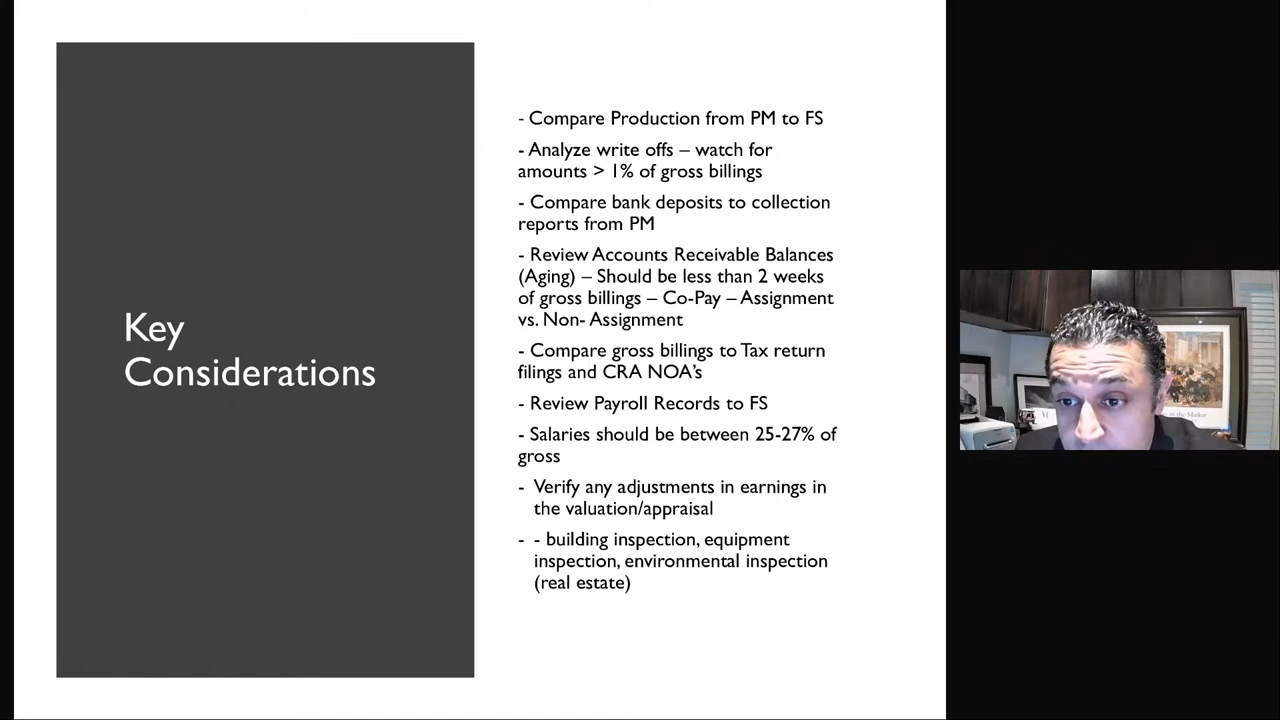 Key
Considerations
- Compare Production from PM to FS
- Analyze write offs – watch for
amounts > 1% of gross billings
- Compare bank deposits to collection
reports from PM
- Review Accounts Receivable Balances
(Aging) – Should be less than 2 weeks
of gross billings – Co-Pay – Assignment
vs. Non- Assignment
- Compare gross billings to Tax return
filings and CRA NOA's
- Review Payroll Records to FS
- Salaries should be between 25-27% of
gross
- Verify any adjustments in earnings in
the valuation/appraisal
- - building inspection, equipment
inspection, environmental inspection
(real estate)